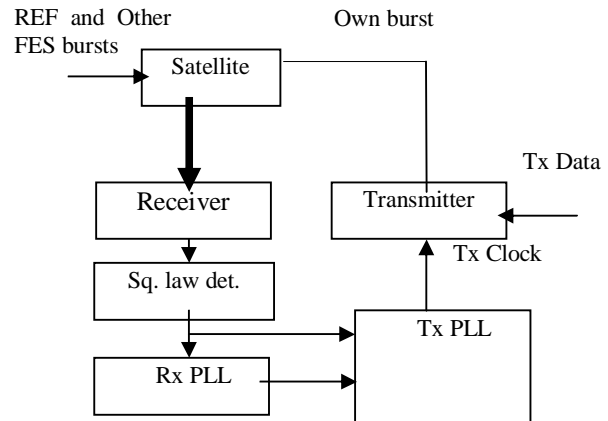 REF and Other
FES bursts
Own burst
Satellite
Tx Data
Receiver
Transmitter
Tx Clock
Sq. law det.
Tx PLL
Rx PLL